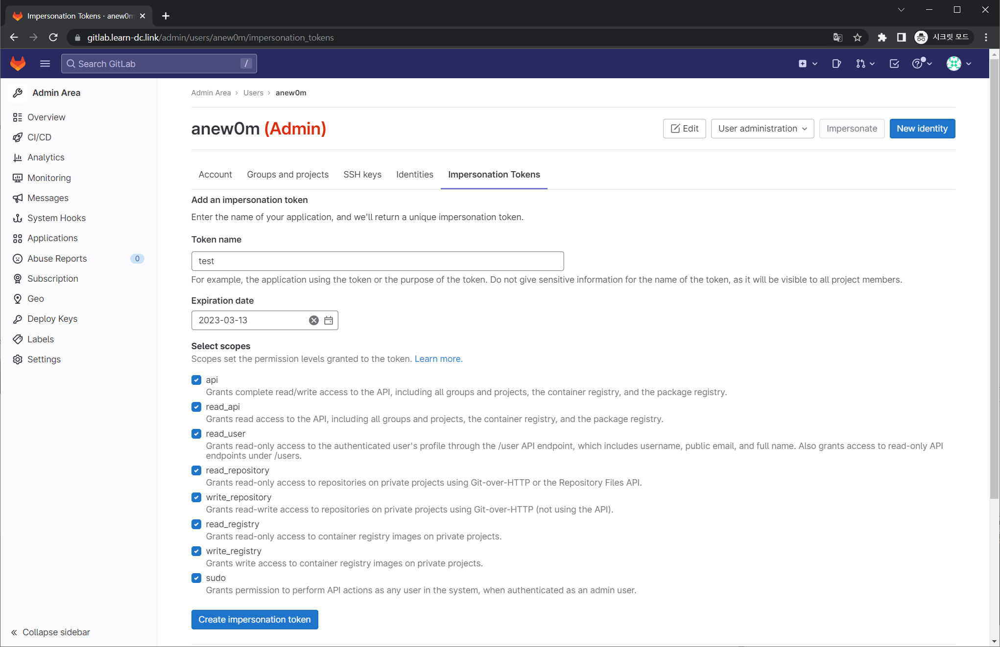 Impersonation Tokens · anew0m
gitlab.learn-dc.link/admin/users/anew0m/impersonation_tokens
시크릿 모드
Search GitLab /
Admin Area
Overview
CI/CD
Analytics
Monitoring
Messages
System Hooks
Applications
Abuse Reports 0
Subscription
Geo
Deploy Keys
Labels
Settings
Collapse sidebar
Admin Area › Users › anew0m
anew0m (Admin)
Edit
User administration
Impersonate
New identity
Account
Groups and projects
SSH keys
Identities
Impersonation Tokens
Add an impersonation token
Enter the name of your application, and we'll return a unique impersonation token.
Token name
test
For example, the application using the token or the purpose of the token. Do not give sensitive information for the name of the token, as it will be visible to all project members.
Expiration date
2023-03-13
Select scopes
Scopes set the permission levels granted to the token. Learn more.
api
Grants complete read/write access to the API, including all groups and projects, the container registry, and the package registry.
read_api
Grants read access to the API, including all groups and projects, the container registry, and the package registry.
read_user
Grants read-only access to the authenticated user's profile through the /user API endpoint, which includes username, public email, and full name. Also grants access to read-only API
endpoints under /users.
read_repository
Grants read-only access to repositories on private projects using Git-over-HTTP or the Repository Files API.
write_repository
Grants read-write access to repositories on private projects using Git-over-HTTP (not using the API).
read_registry
Grants read-only access to container registry images on private projects.
write_registry
Grants write access to container registry images on private projects.
sudo
Grants permission to perform API actions as any user in the system, when authenticated as an admin user.
Create impersonation token